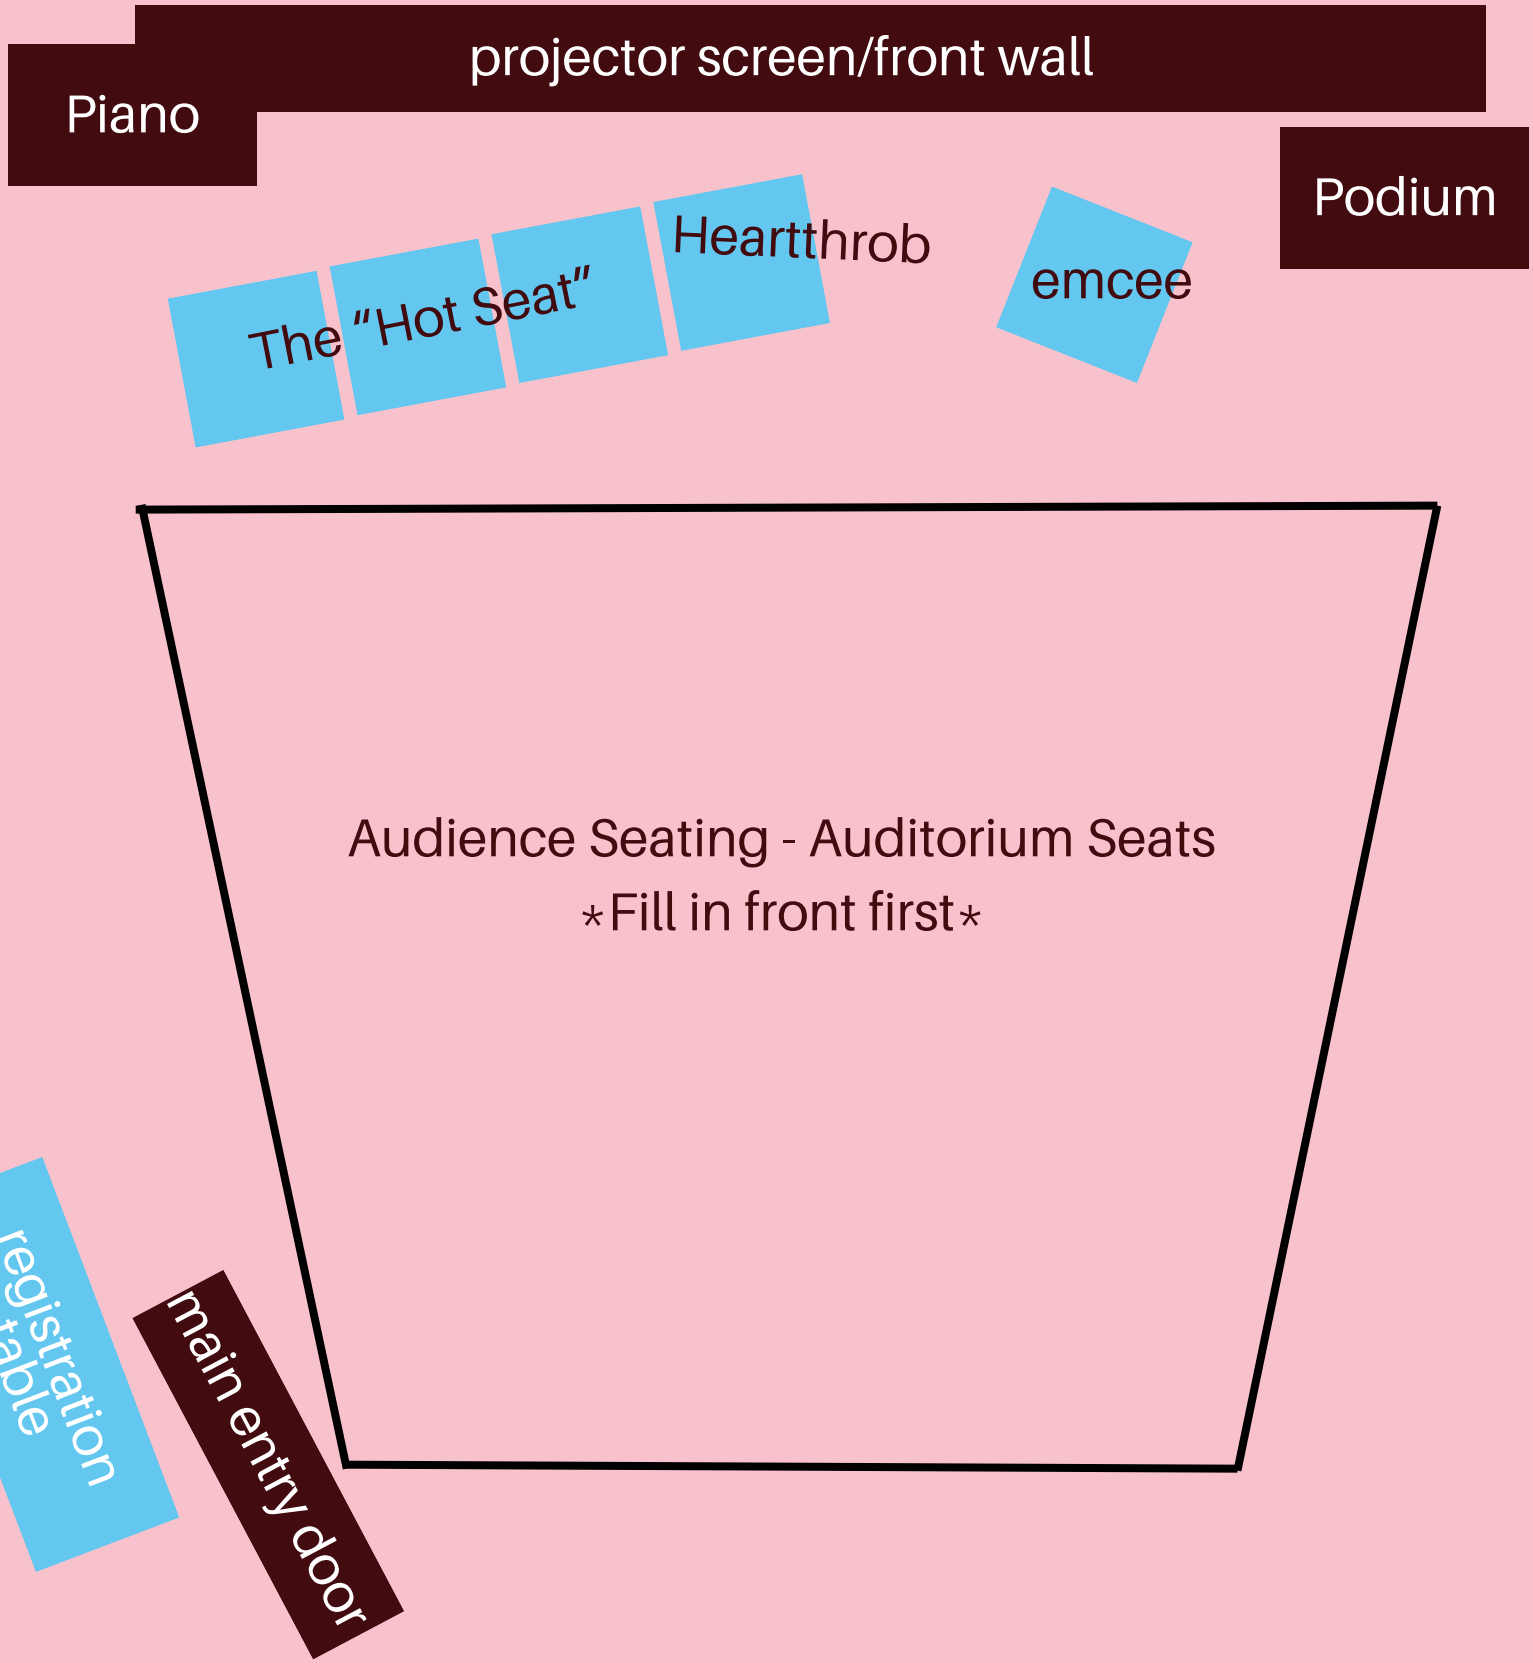 projector screen/front wall
Piano
Podium
Heartthrob
The “Hot Seat”
emcee
Audience Seating - Auditorium Seats
*Fill in front first*
registration
table
main entry door